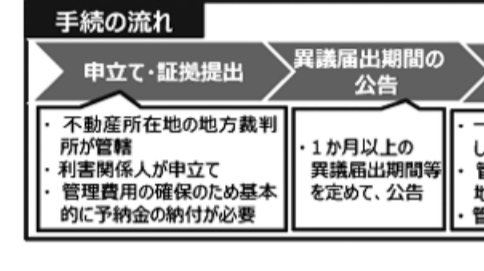 手続の流れ
申立て・証拠提出
・ 不動産所在地の地方裁判
所が管轄
・利害関係人が申立て
・ 管理費用の確保のため基本
的に予納金の納付が必要
異議届出期間の
公告
・１か月以上の
異議届出期間等
を定めて、公告